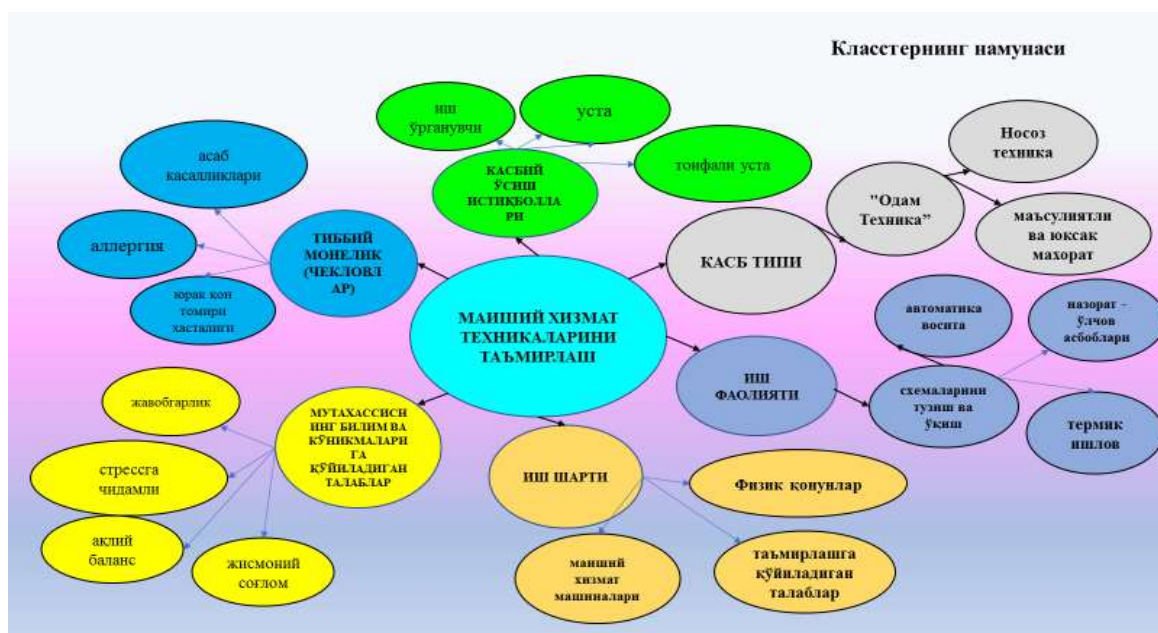 Класстернинг намунаси
иш
ўрганувчи
уста
тоифали уста
КАСБИЙ
ЎСИШ
ИСТИҚБОЛЛА
РИ
Носоз
техника
"Одам
Техника”
маъсулиятли
ва юксак
махорат
КАСБ ТИПИ
асаб
касалликлари
аллергия
юрак қон
томири
хасталиги
ТИББИЙ
МОНЕЛИК
(ЧЕКЛОВЛ
АР)
МАИШИЙ ХИЗМАТ
ТЕХНИКАЛАРИНИ
ТАЪМИРЛАШ
автоматика
восита
назорат -
ўлчов
асбоблари
ИШ
ФАОЛИЯТИ
схемаларнин
тузиш ва
ўқиш
термик
ишлов
жавобгарлик
стрессга
чидамли
ақлий
баланс
жисмоний
соғлом
МУТАХАССИСН
ИНГ БИЛИМ ВА
КЎНИКМАЛАРИ
ГА
ҚЎЙИЛАДИГАН
ТАЛАБЛАР
ИШ ШАРТИ
Физик қонунлар
маиший
хизмат
машиналари
таъмирлашга
қўйиладиган
талаблар